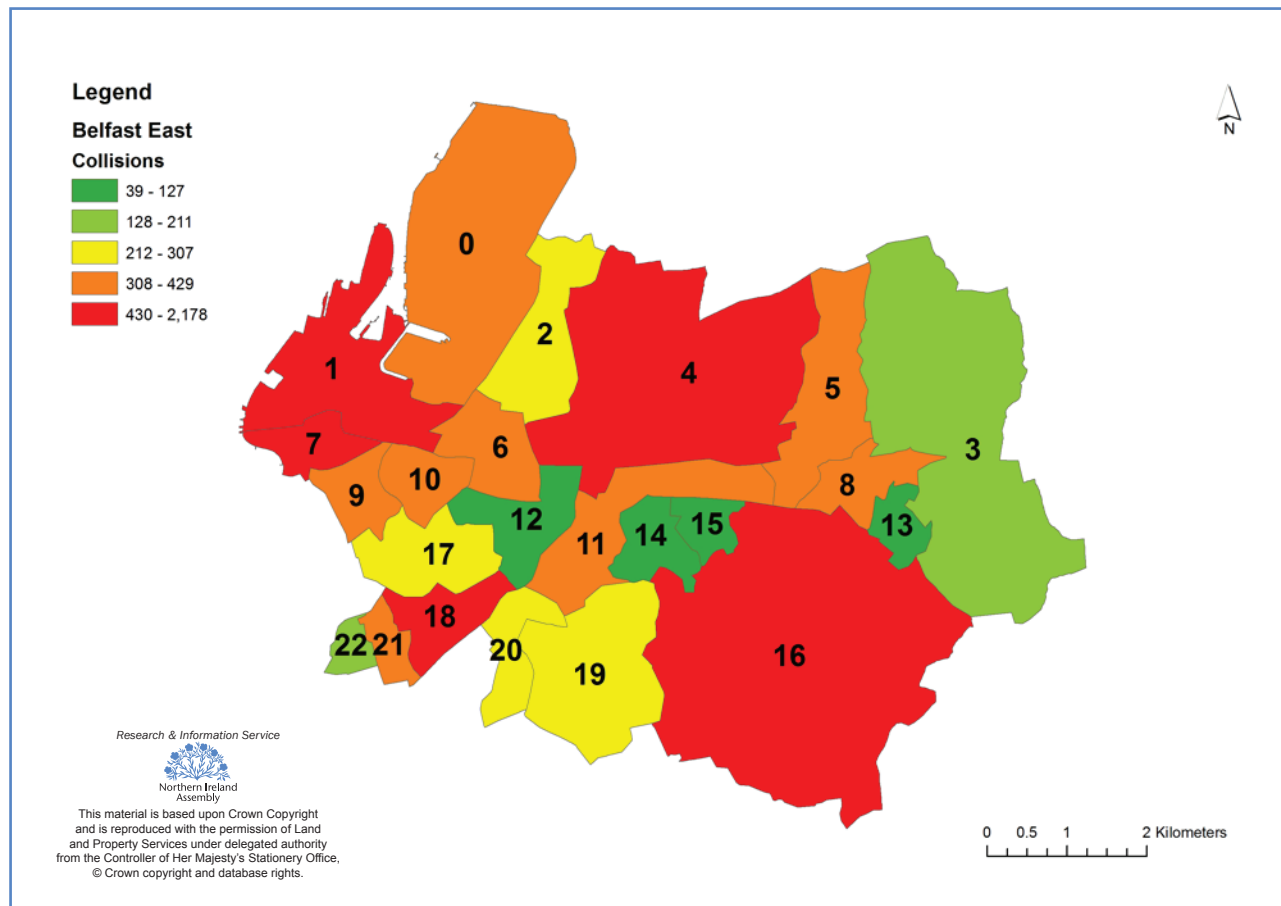 Legend
Belfast East
Collisions
39 - 127
128 - 211
212 - 307
308 - 429
430 - 2,178
N
0
1
2
4
5
3
7
6
10
9
8
12
15
13
14
11
17
18
22
21
20
19
16
Research & Information Service
Northern Ireland
Assembly
This material is based upon Crown Copyright
and is reproduced with the permission of Land
and Property Services under delegated authority
from the Controller of Her Majesty's Stationery Office,
© Crown copyright and database rights.
0 0.5 1 2 Kilometers